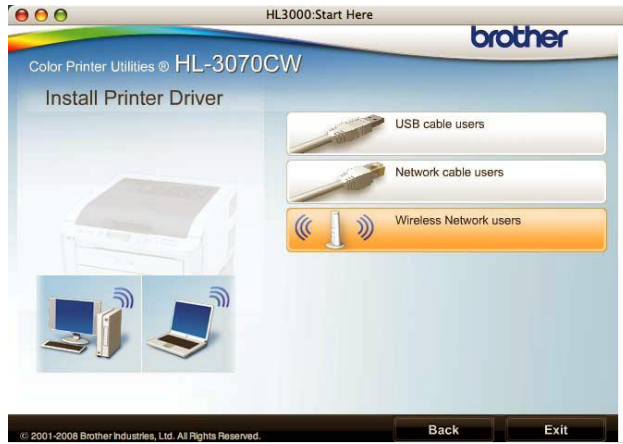 HL3000:Start Here
brother
Color Printer Utilities ® HL-3070CW
Install Printer Driver
USB cable users
Network cable users
Wireless Network users
© 2001-2008 Brother Industries, Ltd. All Rights Reserved.
Back
Exit